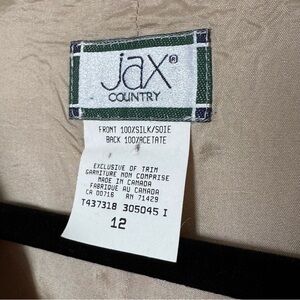 jax®
COUNTRY
FRONT 100%SILK/SOIE
BACK 100%ACETATE
EXCLUSIVE OF TRIM
GARNITURE NON COMPRISE
MADE IN CANADA
FABRIQUE AU CANADA
CA 00716 RN 71429
T437318 305045 I
12